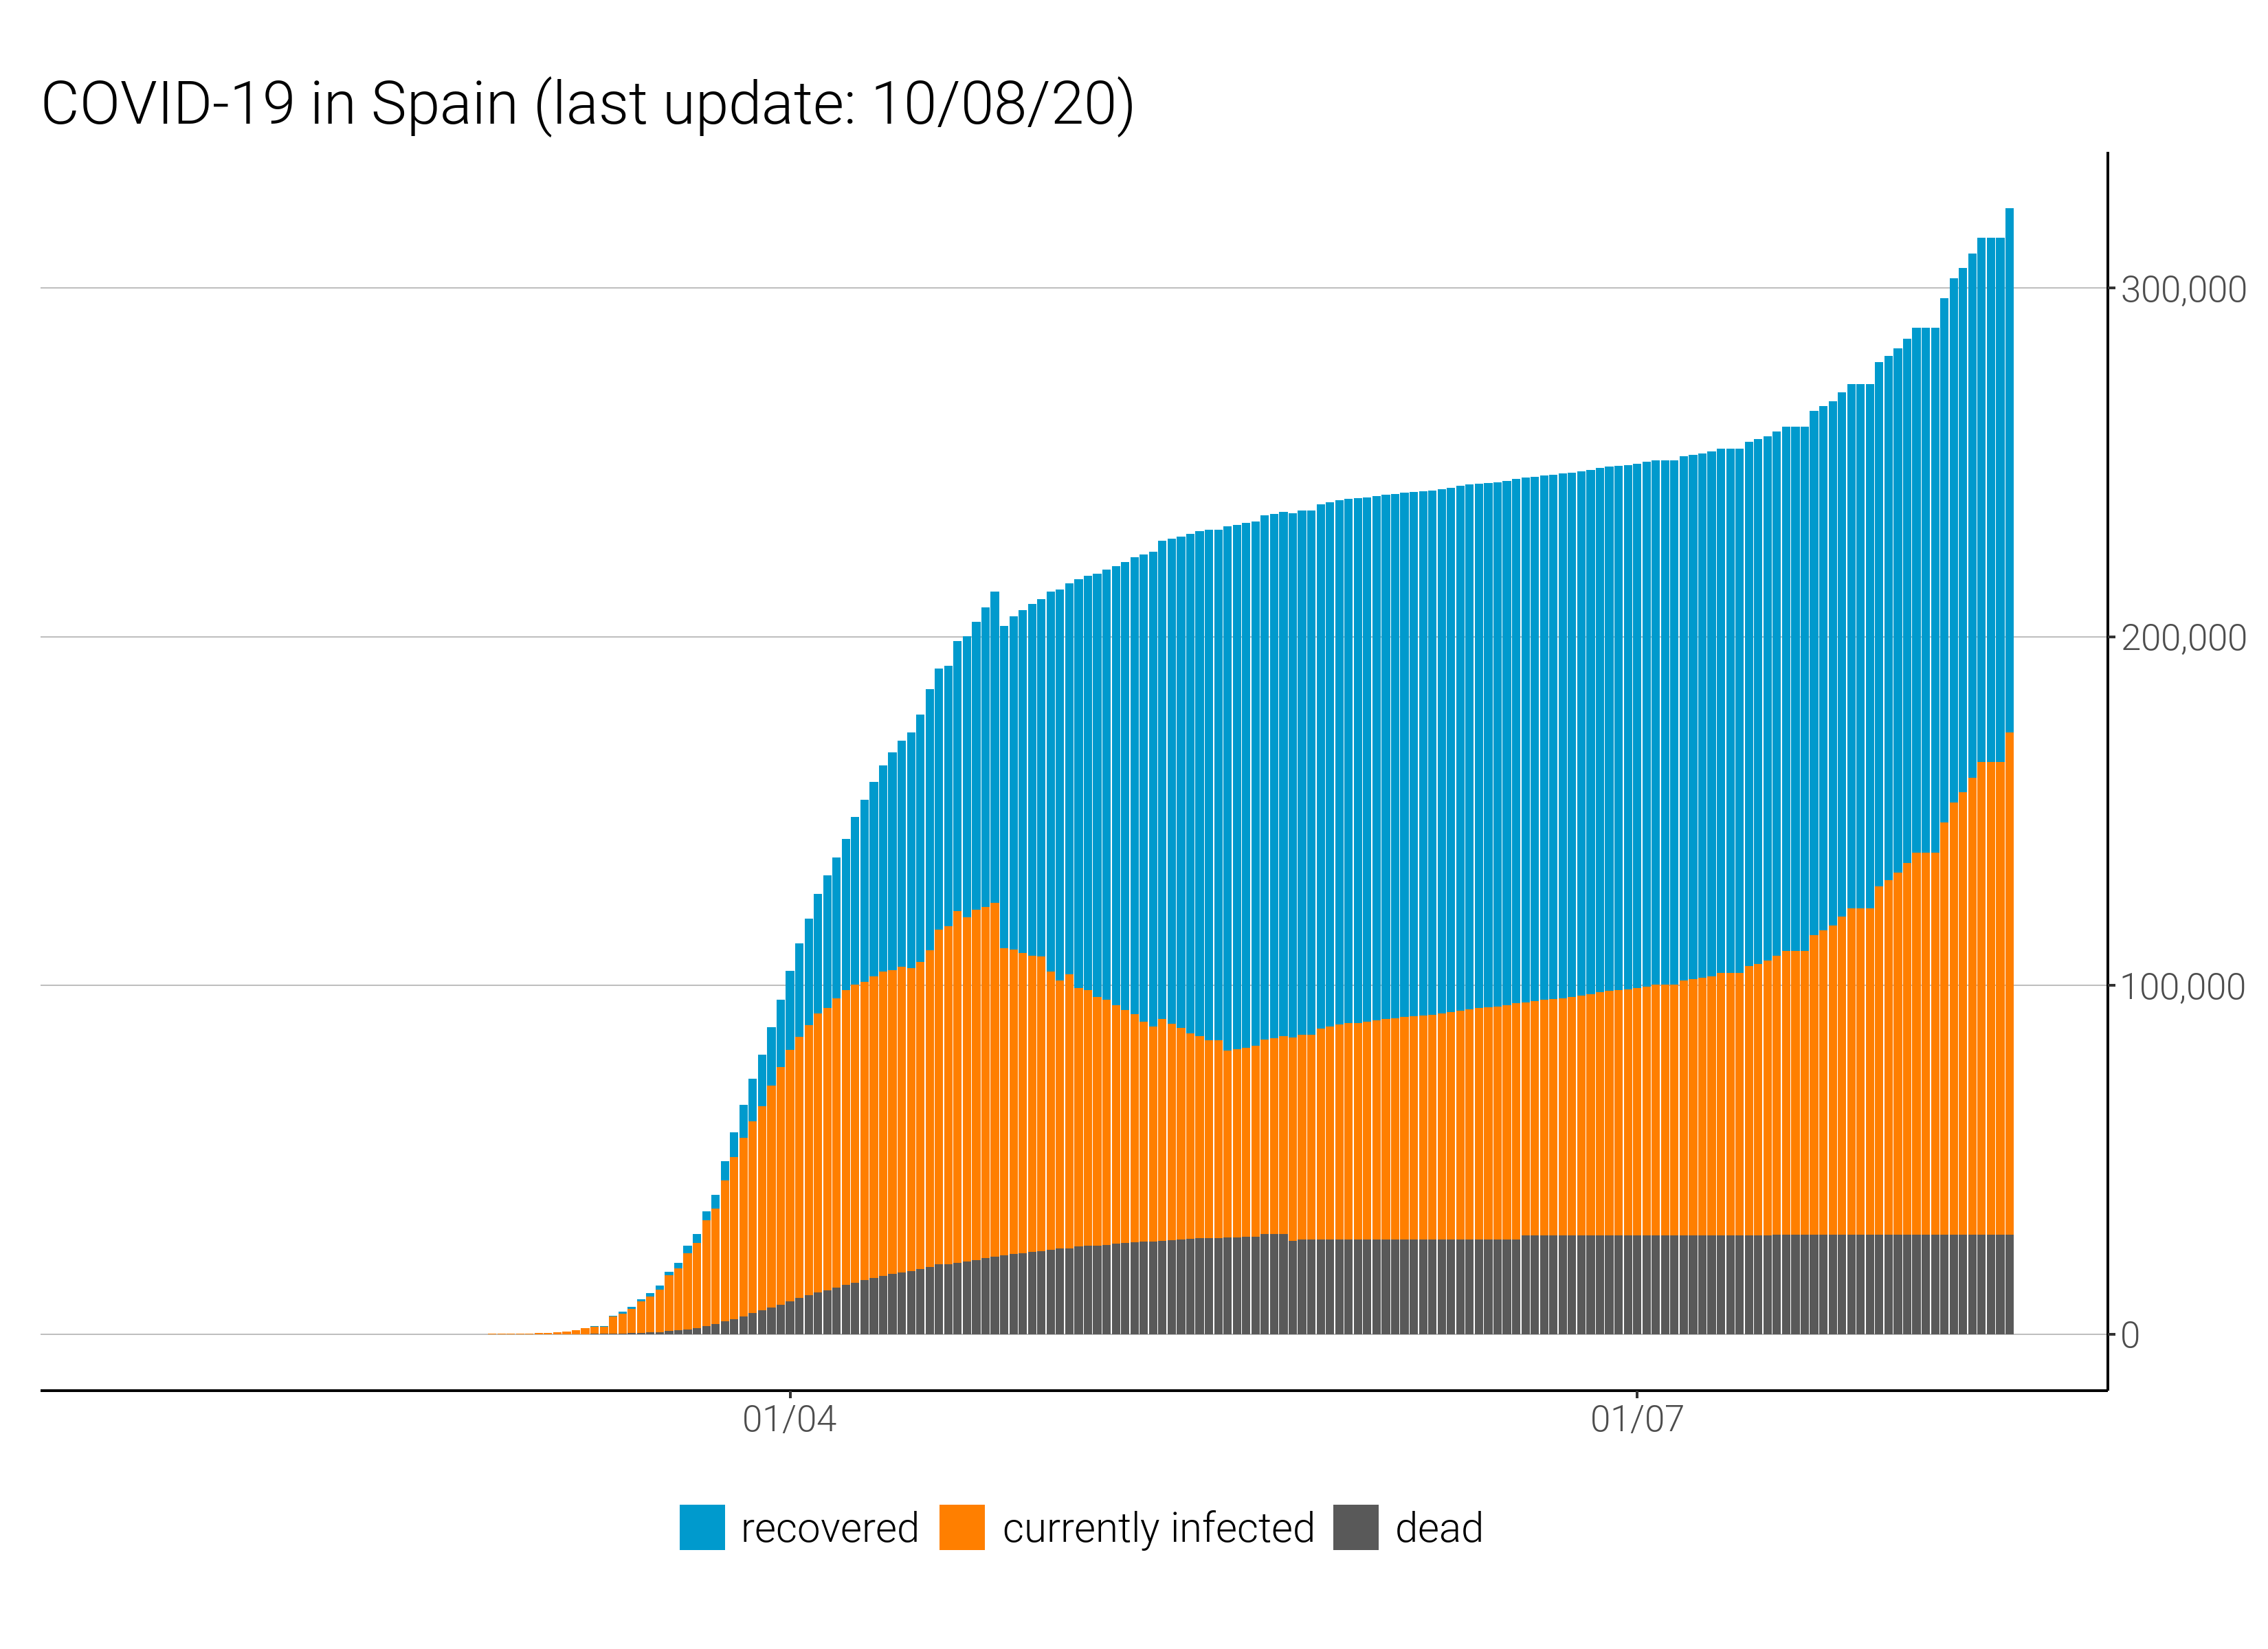 COVID-19 in Spain (last update: 10/08/20)
300,000
200,000
100,000
0
01/04 01/07
recovered currently infected dead